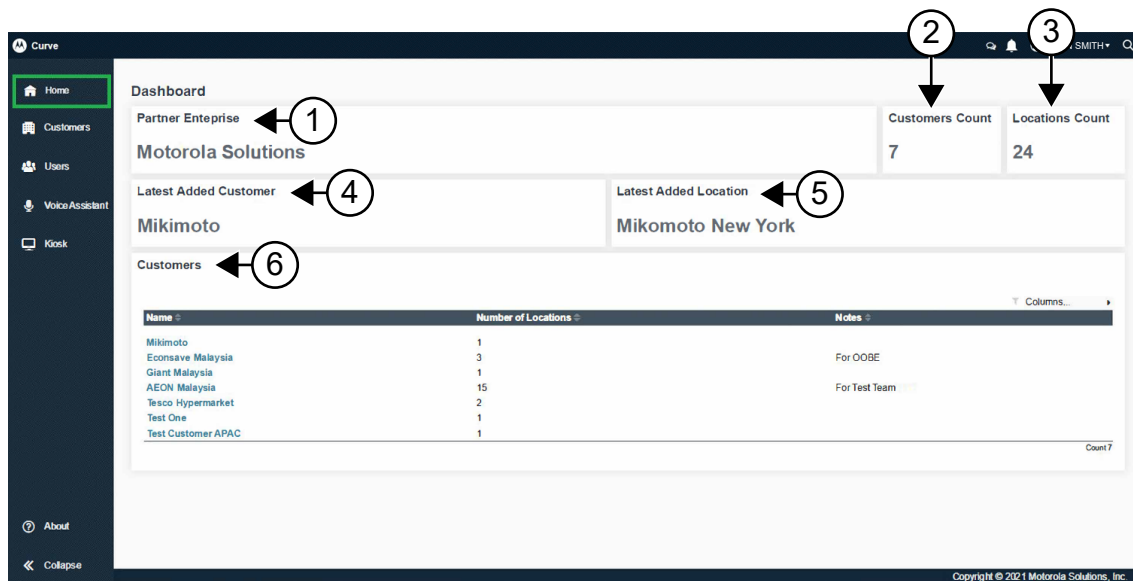 2
3
Curve
SMITH
Home
Dashboard
Customers
Partner Enteprise
1
Customers Count
Locations Count
Motorola Solutions
7
24
Users
Latest Added Customer
4
Latest Added Location
5
Voice Assistant
Mikimoto
Mikomoto New York
Kiosk
Customers
6
Columns...
Name Number of Locations Notes
Mikimoto 1
Econsave Malaysia 3 For OOBE
Giant Malaysia 1
AEON Malaysia 15 For Test Team
Tesco Hypermarket 2
Test One 1
Test Customer APAC 1
Count 7
About
Collapse
Copyright © 2021 Motorola Solutions, Inc